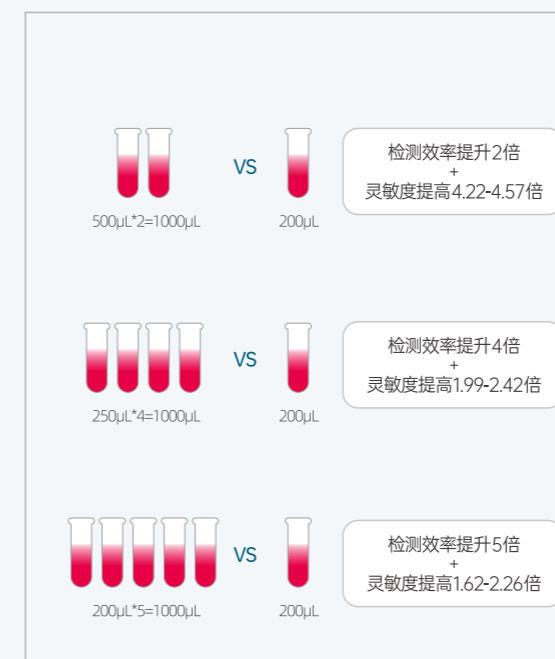 VS
检测效率提升2倍
+
灵敏度提高4.22-4.57倍
500μL*2=1000μL
200μL
VS
检测效率提升4倍
+
灵敏度提高1.99-2.42倍
250μL*4=1000μL
200μL
VS
检测效率提升5倍
+
灵敏度提高1.62-2.26倍
200μL*5=1000μL
200μL